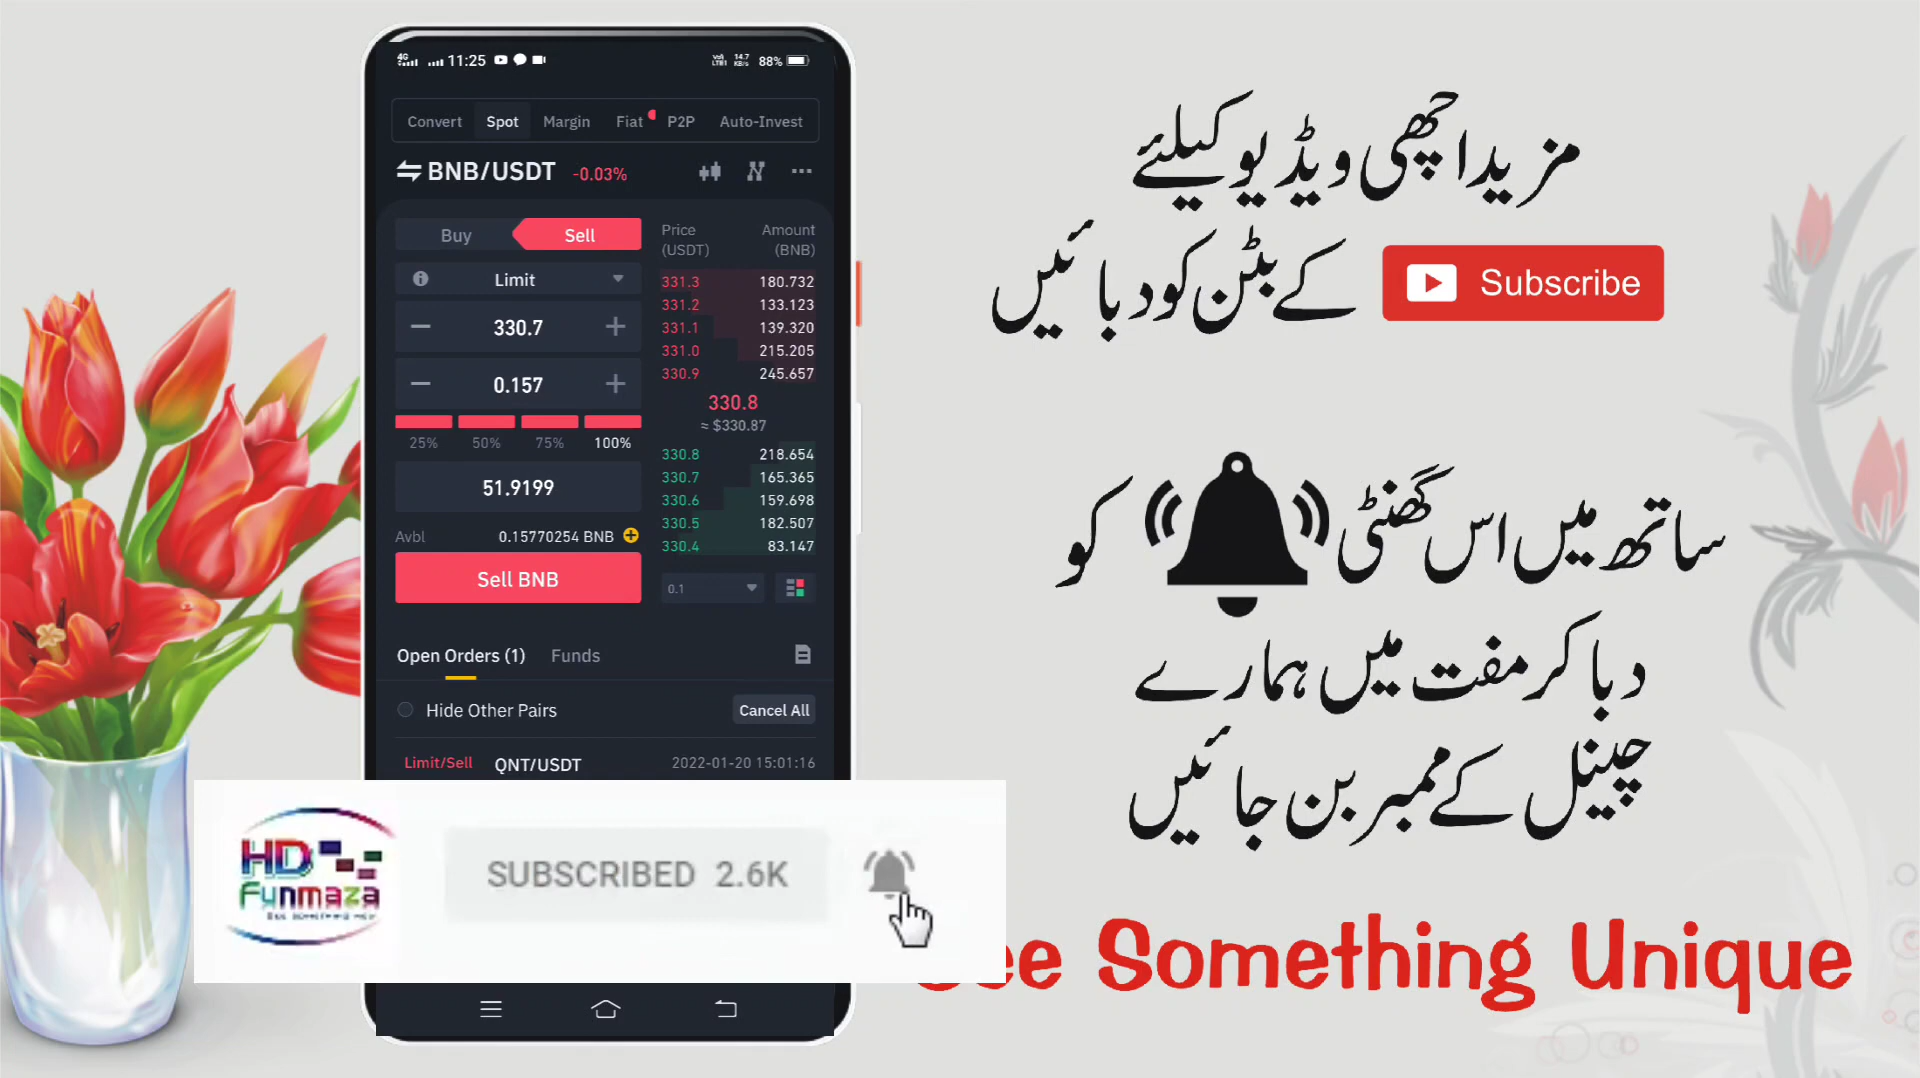 4G 11:25 88%
Convert Spot Margin Fiat P2P Auto-Invest
BNB/USDT -0.03%
Buy Sell
Limit
330.7
0.157
25% 50% 75% 100%
51.9199
Avbl 0.15770254 BNB
Sell BNB
Price Amount
(USDT) (BNB)
331.3 180.732
331.2 133.123
331.1 139.320
331.0 215.205
330.9 245.657
330.8
≈ $330.87
330.8 218.654
330.7 165.365
330.6 159.698
330.5 182.507
330.4 83.147
0.1
Open Orders (1) Funds
Hide Other Pairs Cancel All
Limit/Sell QNT/USDT 2022-01-20 15:01:16
HD
Funmaza
SUBSCRIBED 2.6K
مزید اچھی ویڈیو کیلئے
Subscribe کے بٹن کو دبائیں
ساتھ میں اس گھنٹی کو
دبا کر مفت میں ہمارے
چینل کے ممبر بن جائیں
Something Unique